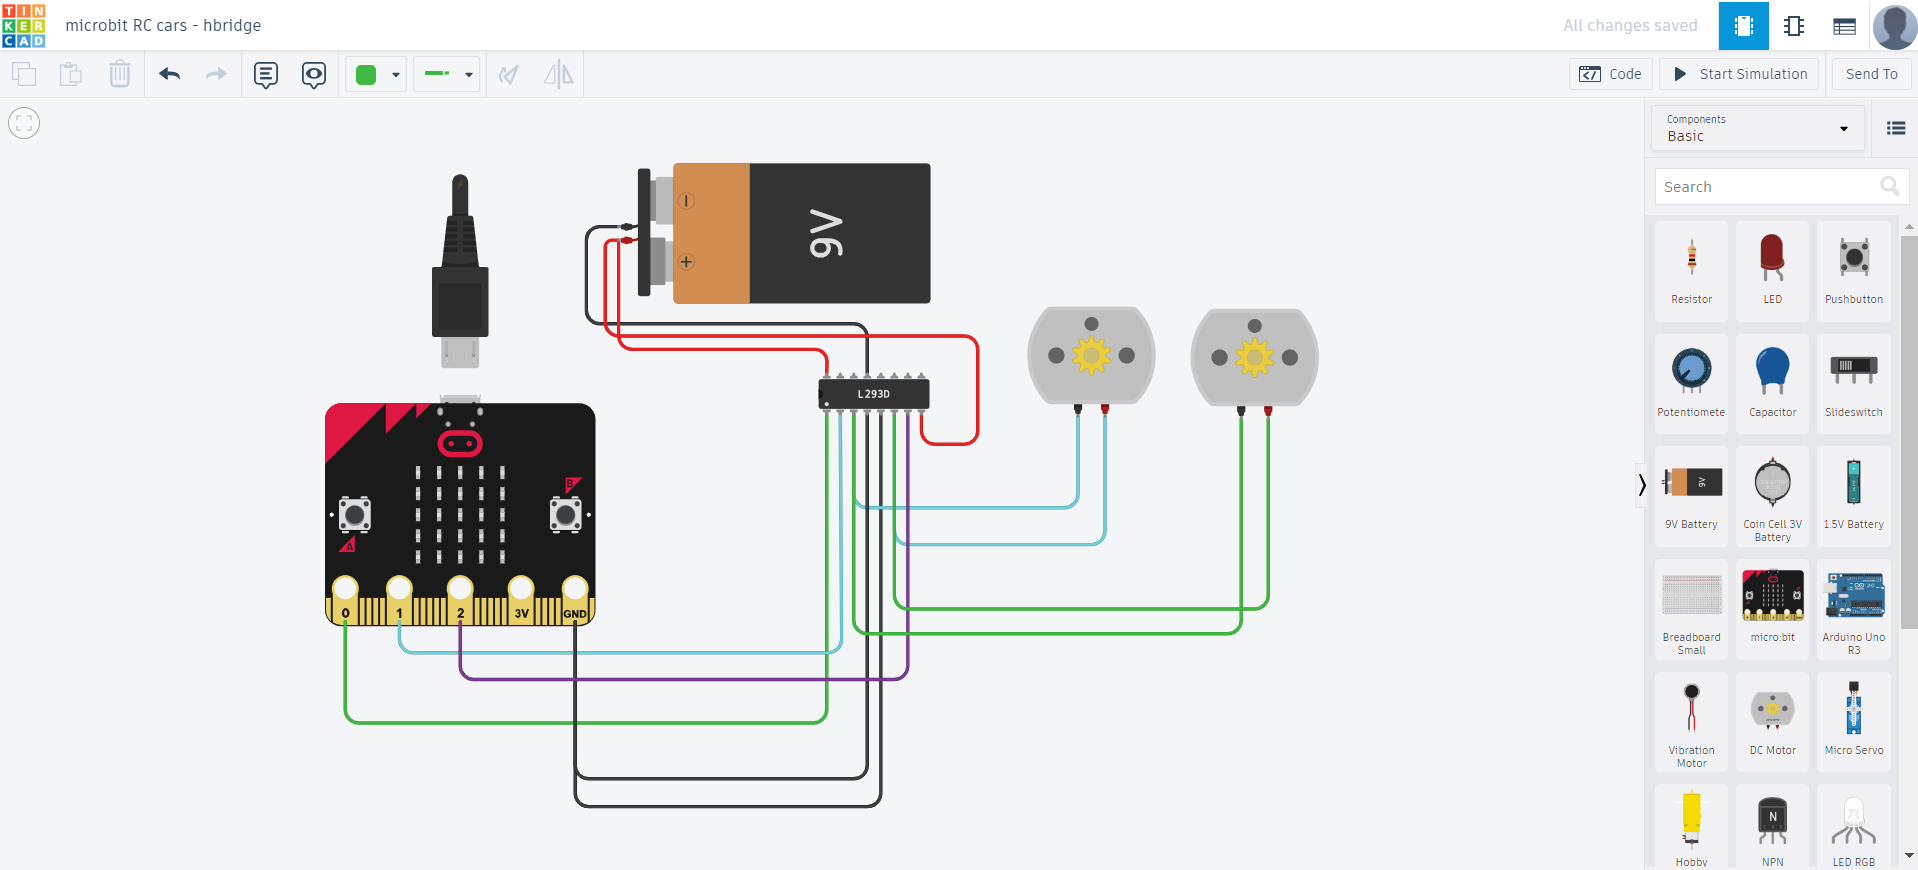 TIN
KER
CAD
microbit RC cars - hbridge
All changes saved
Code
Start Simulation
Send To
Components
Basic
Search
Resistor
LED
Pushbutton
Potentiomete
Capacitor
Slideswitch
9V
9V Battery
Coin Cell 3V
Battery
1.5V Battery
Breadboard
Small
micro:bit
Arduino Uno
R3
Vibration
Motor
DC Motor
Micro Servo
N
Hobby
NPN
LED RGB
9V
L293D
B
A
0
1
2
3V
GND